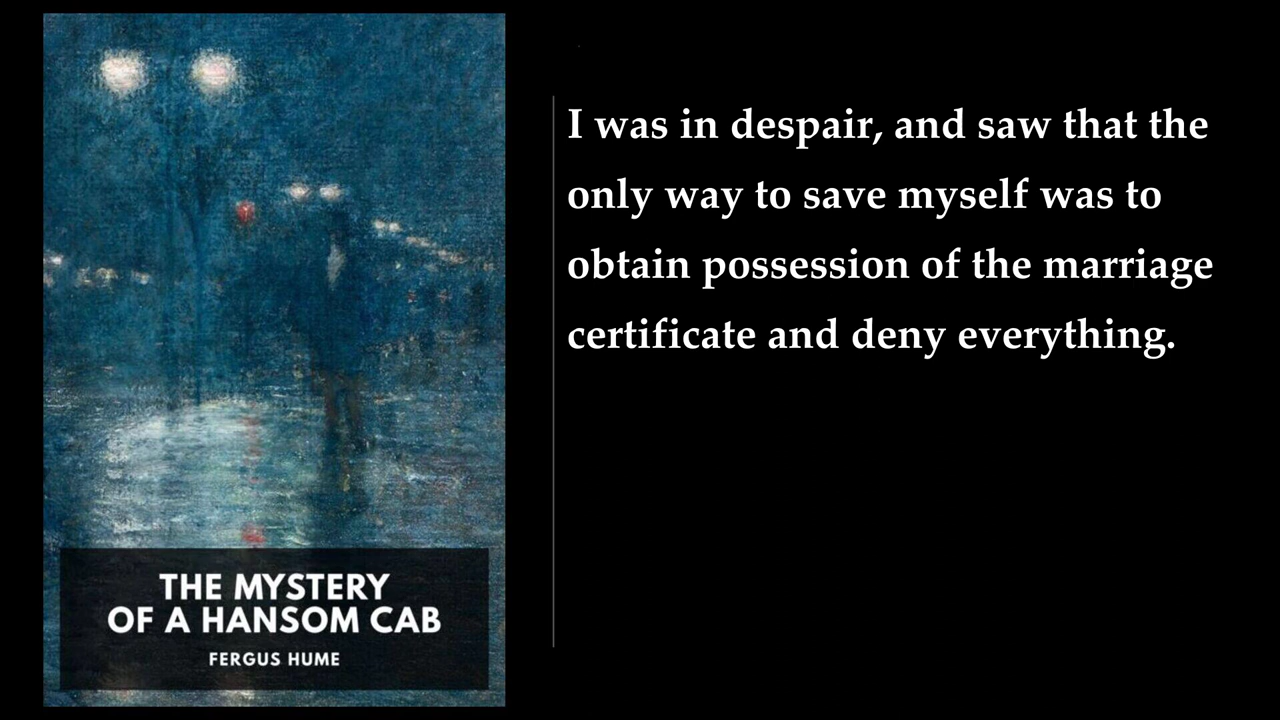 I was in despair, and saw that the
only way to save myself was to
obtain possession of the marriage
certificate and deny everything.
THE MYSTERY
OF A HANSOM CAB
FERGUS HUME